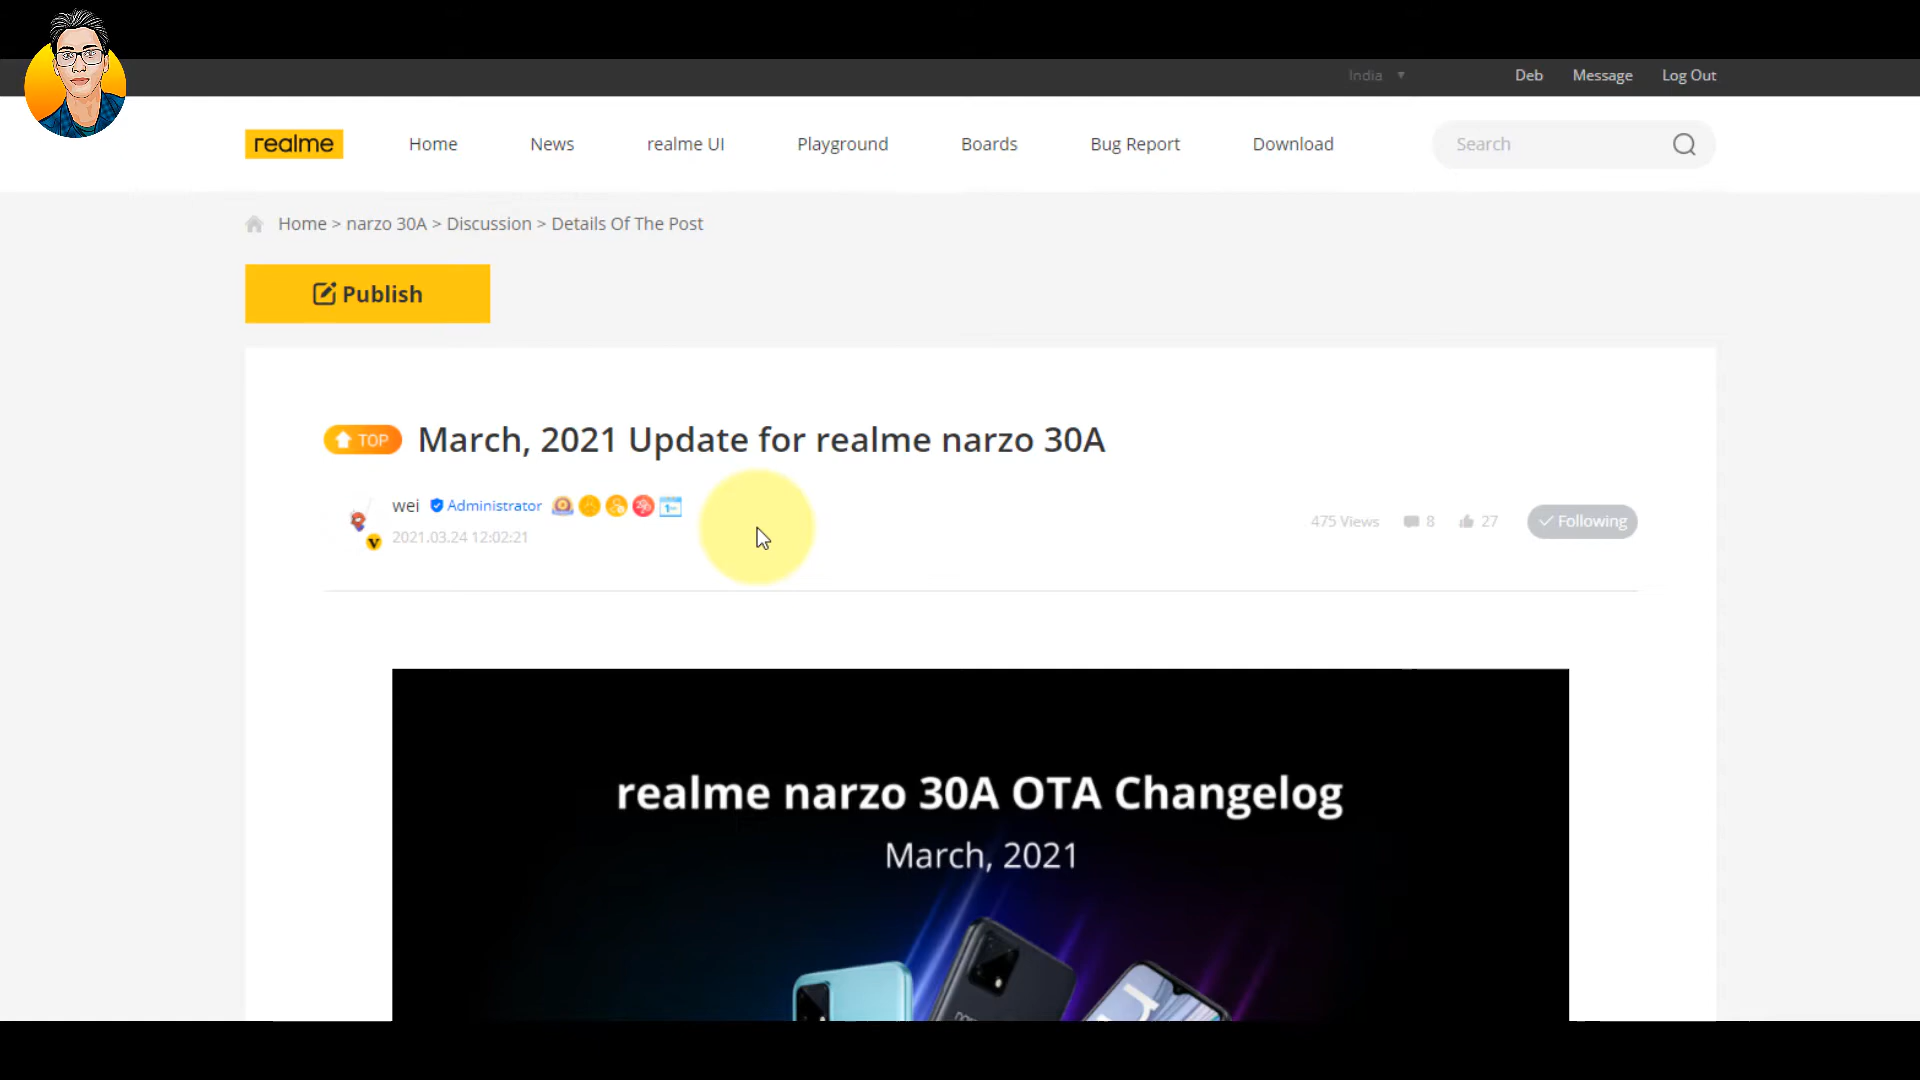 India Deb Message Log Out
realme Home News realme UI Playground Boards Bug Report Download Search
Home > narzo 30A > Discussion > Details Of The Post
Publish
TOP March, 2021 Update for realme narzo 30A
wei Administrator
2021.03.24 12:02:21
475 Views 8 27 Following
realme narzo 30A OTA Changelog
March, 2021